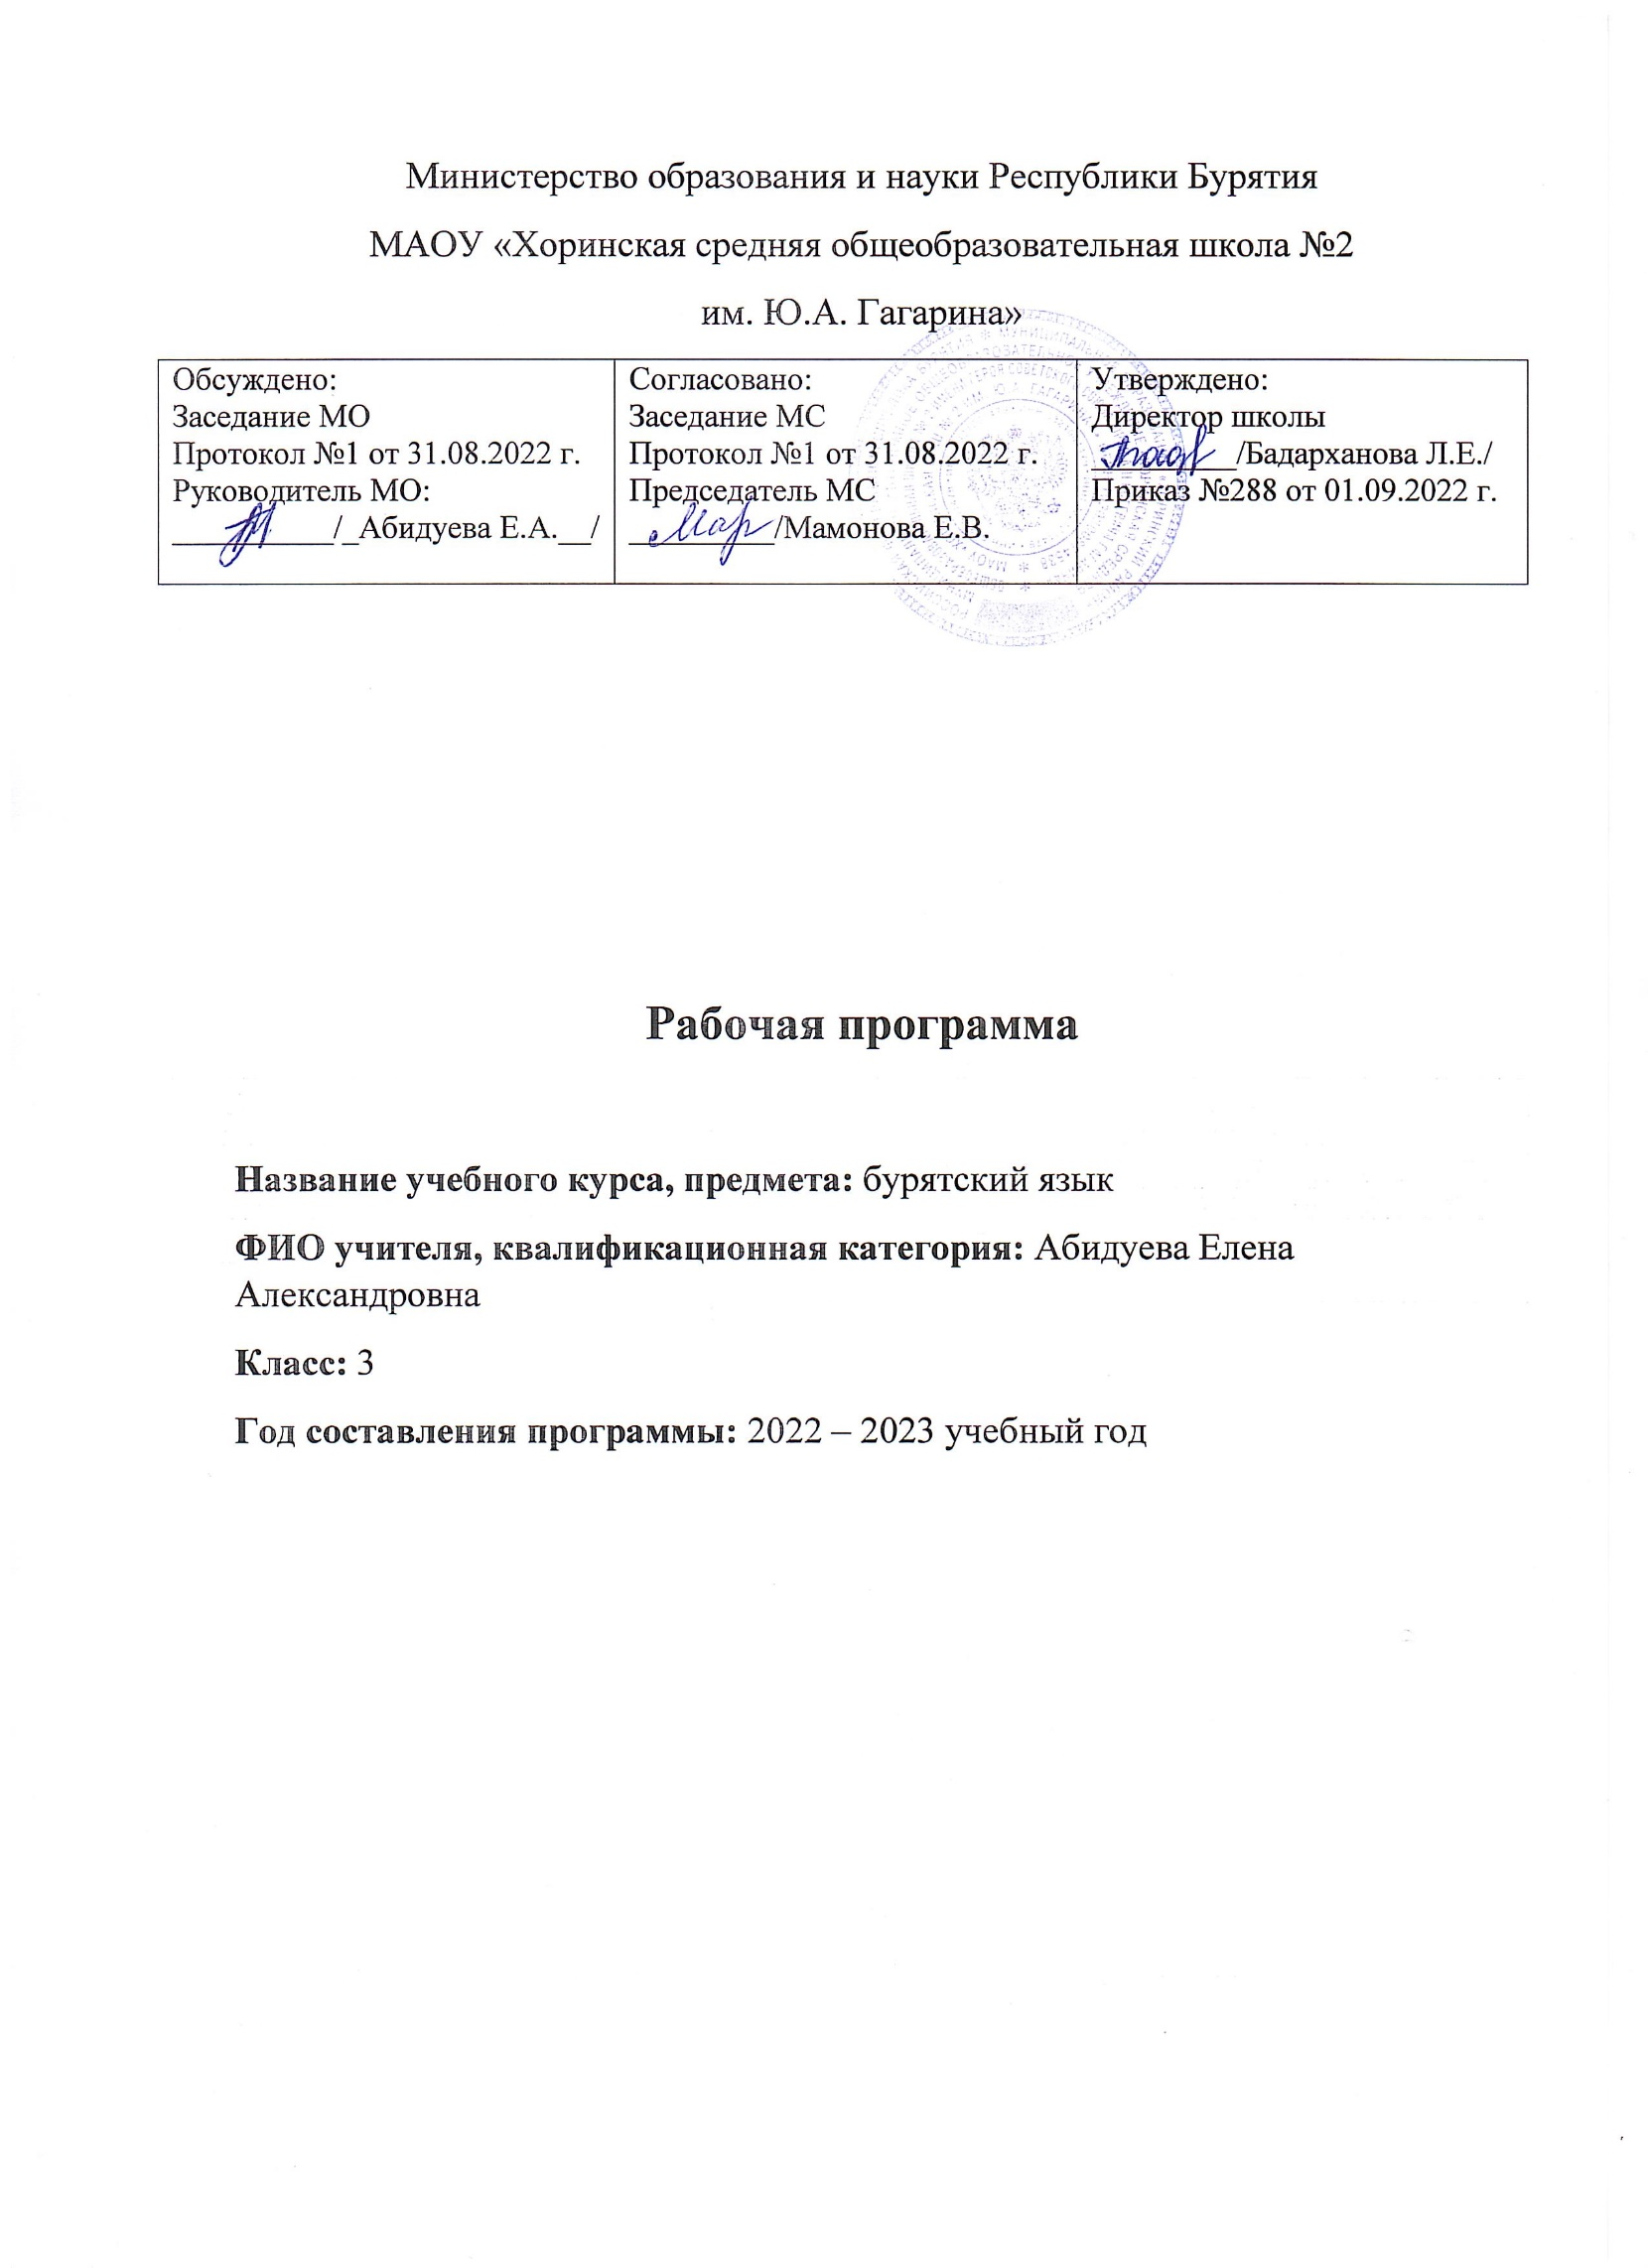 Министерство образования и науки Республики Бурятия
МАОУ «Хоринская средняя общеобразовательная школа №2
им. Ю.А. Гагарина»
Обсуждено:
Заседание МО
Протокол №1 от 31.08.2022 г.
Руководитель МО:
__________/_Абидуева Е.А.__/
Согласовано:
Заседание МС
Протокол №1 от 31.08.2022 г.
Председатель МС
_________/Мамонова Е.В.
Утверждено:
Директор школы
_________/Бадарханова Л.Е./
Приказ №288 от 01.09.2022 г.
Рабочая программа
Название учебного курса, предмета: бурятский язык
ФИО учителя, квалификационная категория: Абидуева Елена
Александровна
Класс: 3
Год составления программы: 2022 – 2023 учебный год